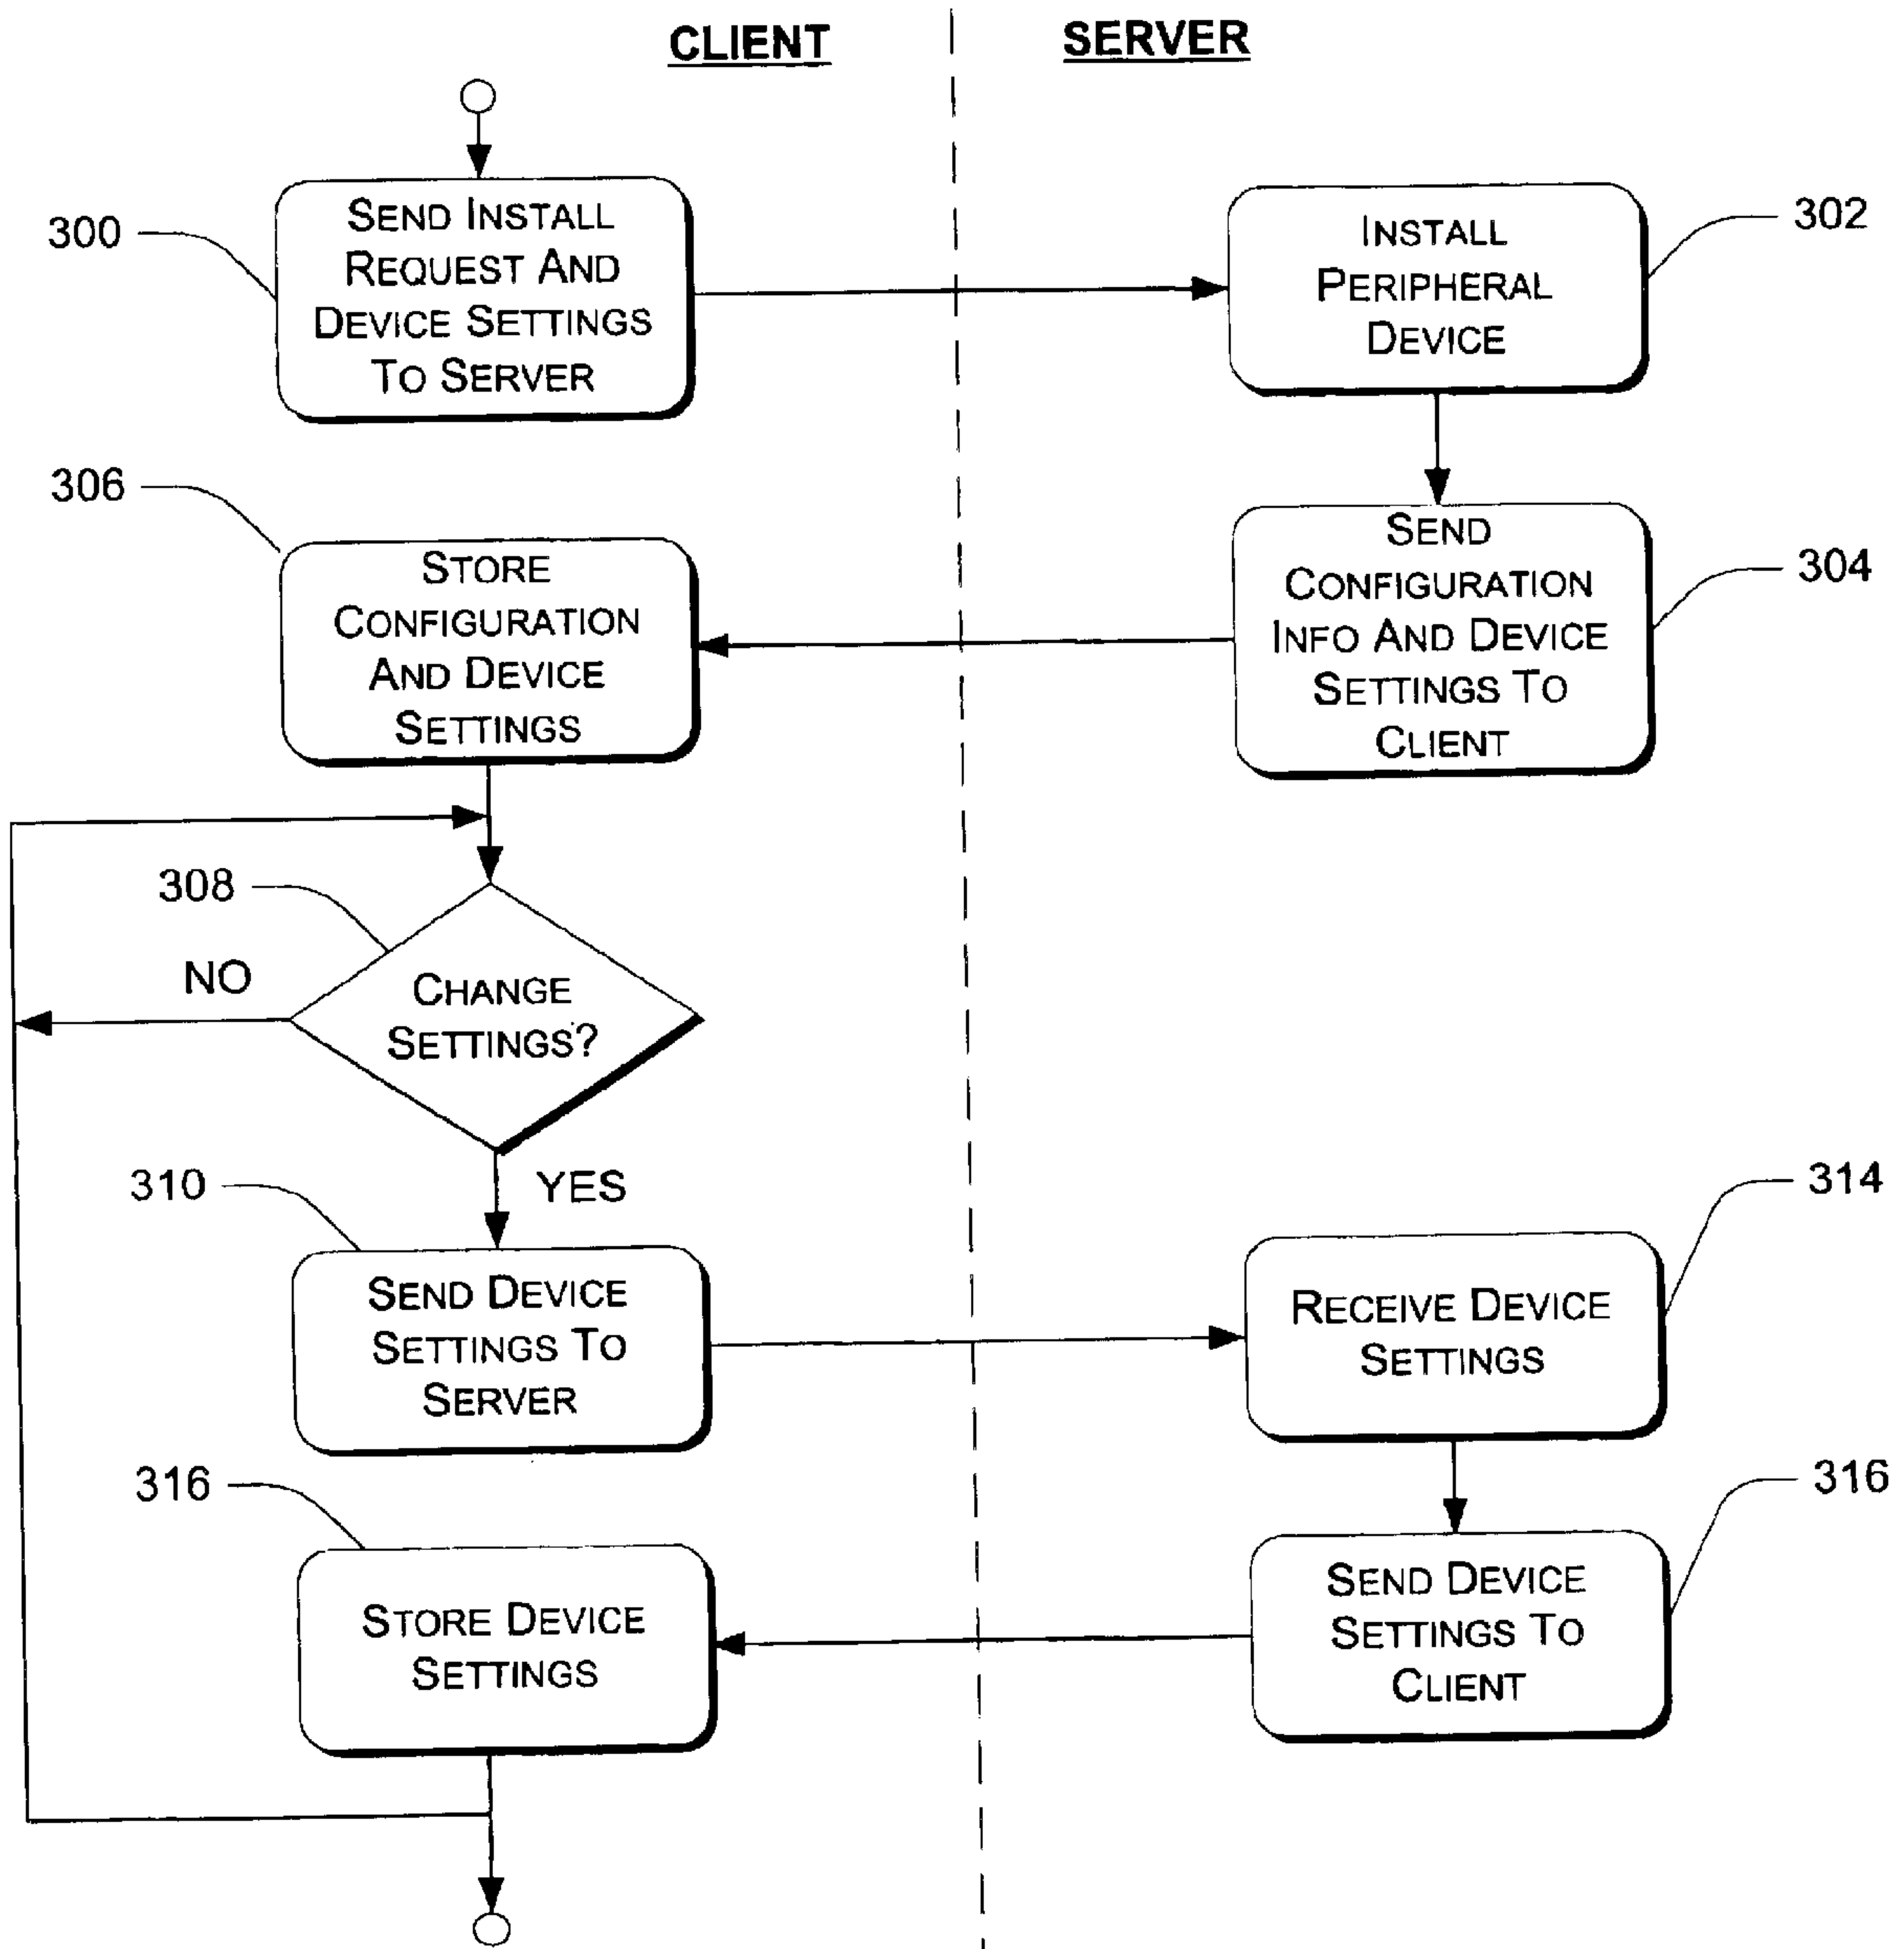 CLIENT
SERVER
300
SEND INSTALL
REQUEST AND
DEVICE SETTINGS
TO SERVER
302
INSTALL
PERIPHERAL
DEVICE
306
STORE
CONFIGURATION
AND DEVICE
SETTINGS
304
SEND
CONFIGURATION
INFO AND DEVICE
SETTINGS TO
CLIENT
308
NO
CHANGE
SETTINGS?
YES
310
SEND DEVICE
SETTINGS TO
SERVER
314
RECEIVE DEVICE
SETTINGS
316
STORE DEVICE
SETTINGS
316
SEND DEVICE
SETTINGS TO
CLIENT